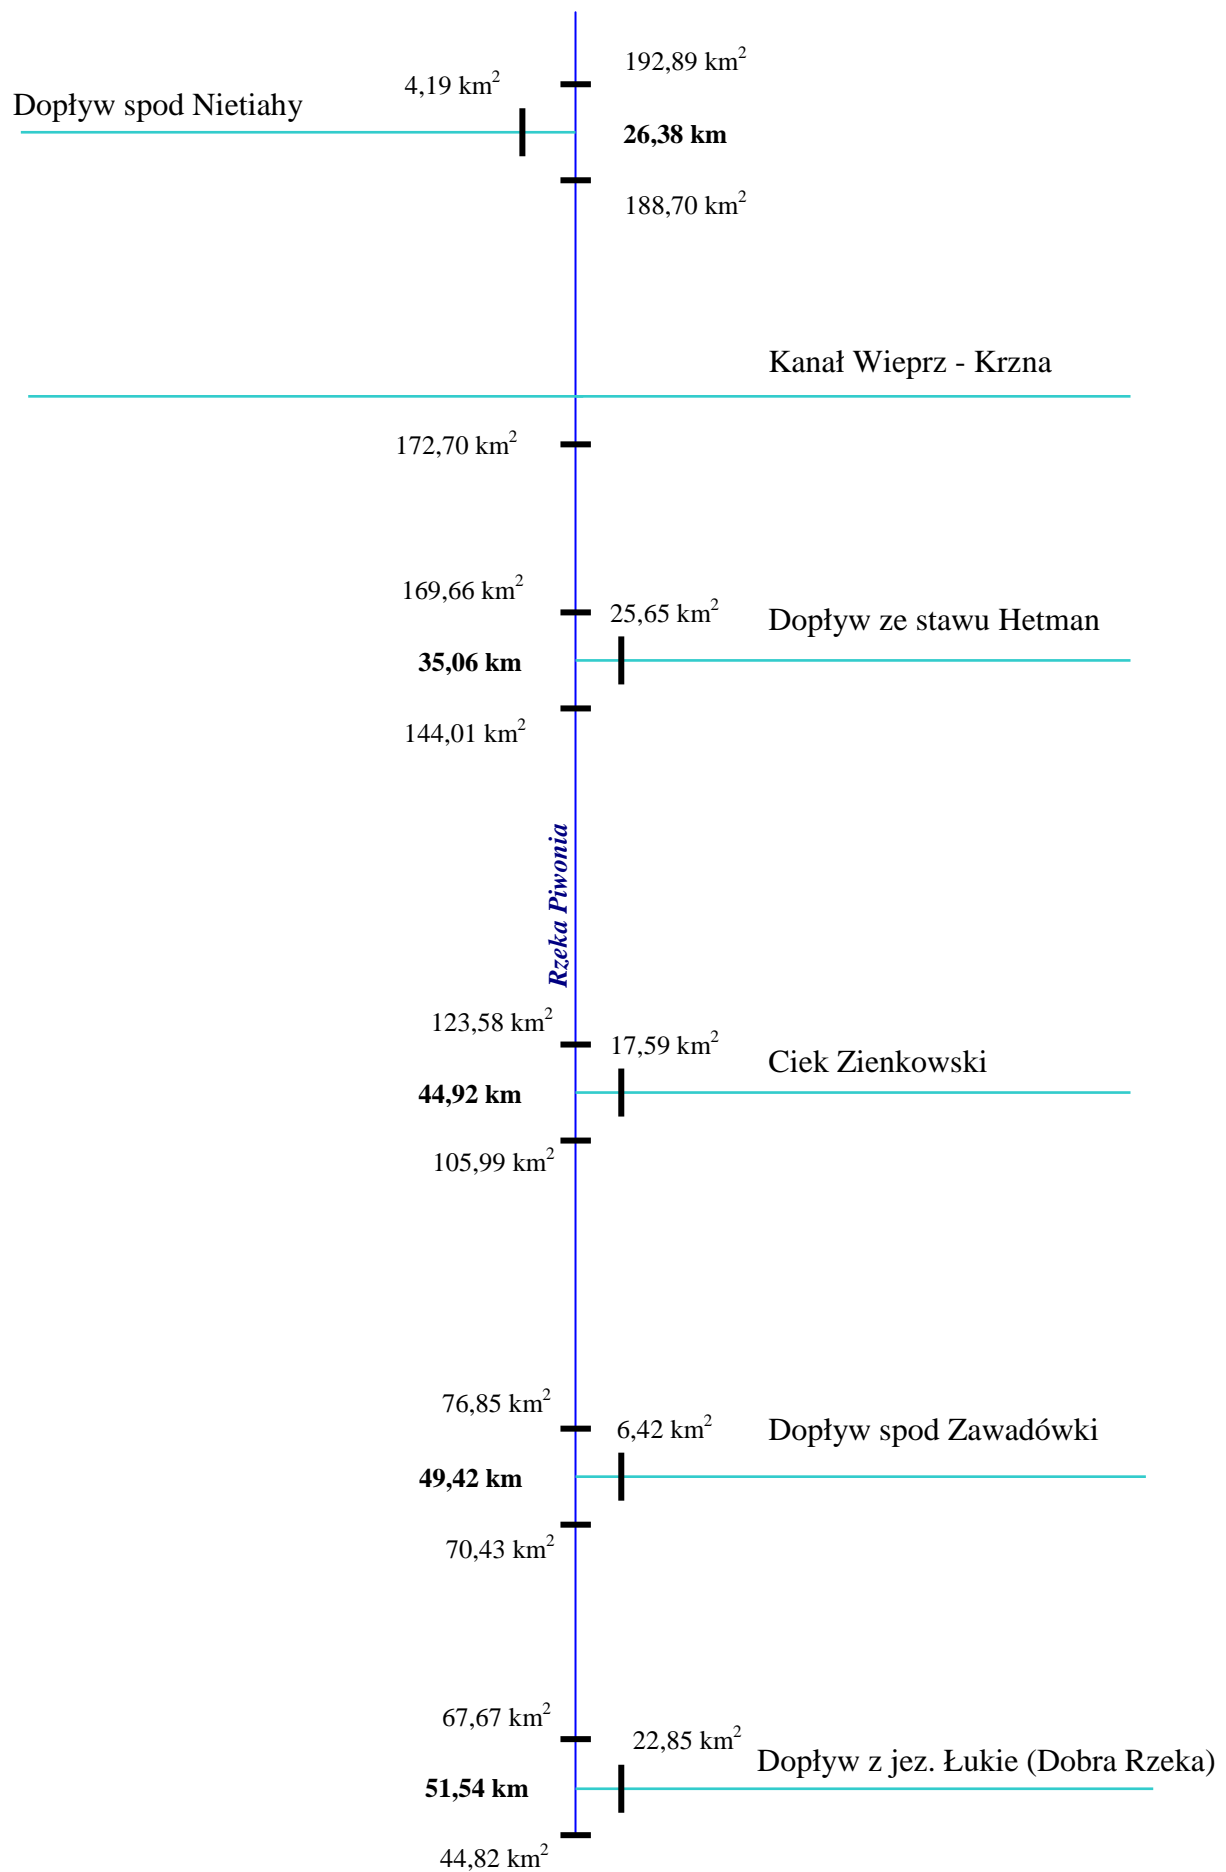 192,89 km²
4,19 km²
Dopływ spod Nietiahy
26,38 km
188,70 km²
Kanał Wieprz - Krzna
172,70 km²
169,66 km²
25,65 km²
Dopływ ze stawu Hetman
35,06 km
144,01 km²
Rzeka Piwonia
123,58 km²
17,59 km²
Ciek Zienkowski
44,92 km
105,99 km²
76,85 km²
6,42 km²
Dopływ spod Zawadówki
49,42 km
70,43 km²
67,67 km²
22,85 km²
Dopływ z jez. Łukie (Dobra Rzeka)
51,54 km
44,82 km²